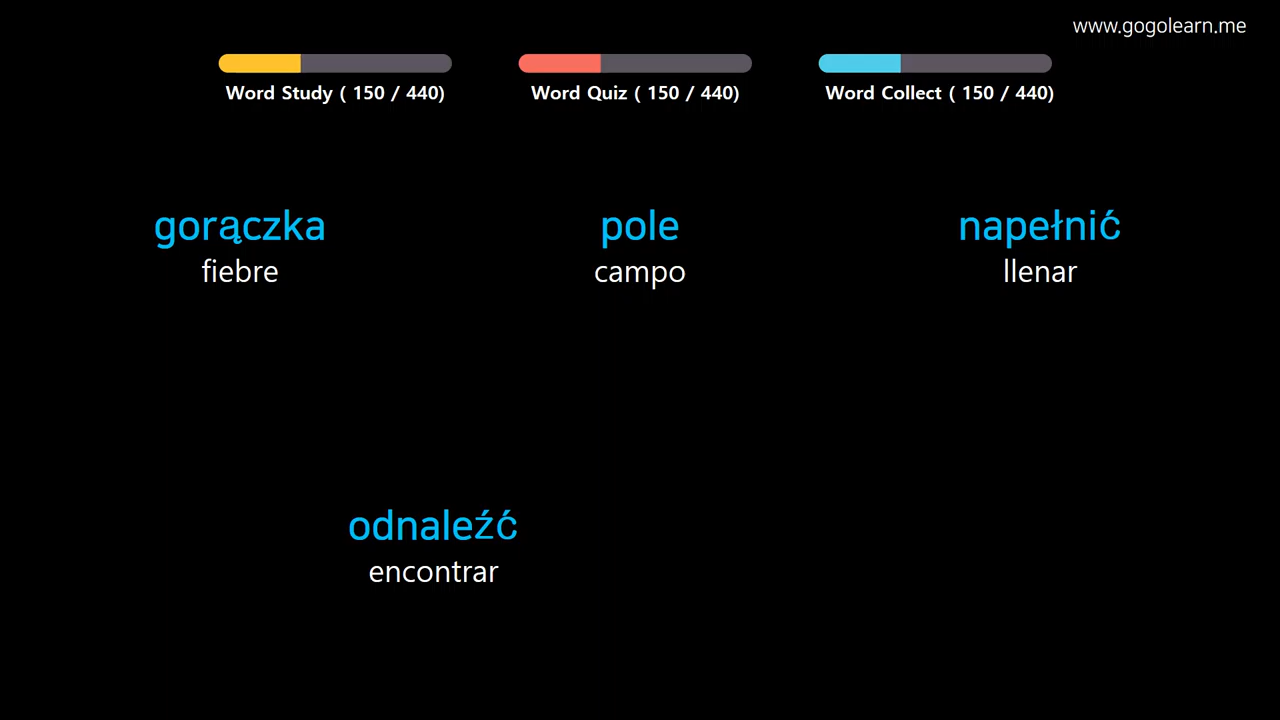 www.gogolearn.me
Word Study ( 150 / 440)
Word Quiz ( 150 / 440)
Word Collect ( 150 / 440)
gorączka
fiebre
pole
campo
napełnić
llenar
odnaleźć
encontrar